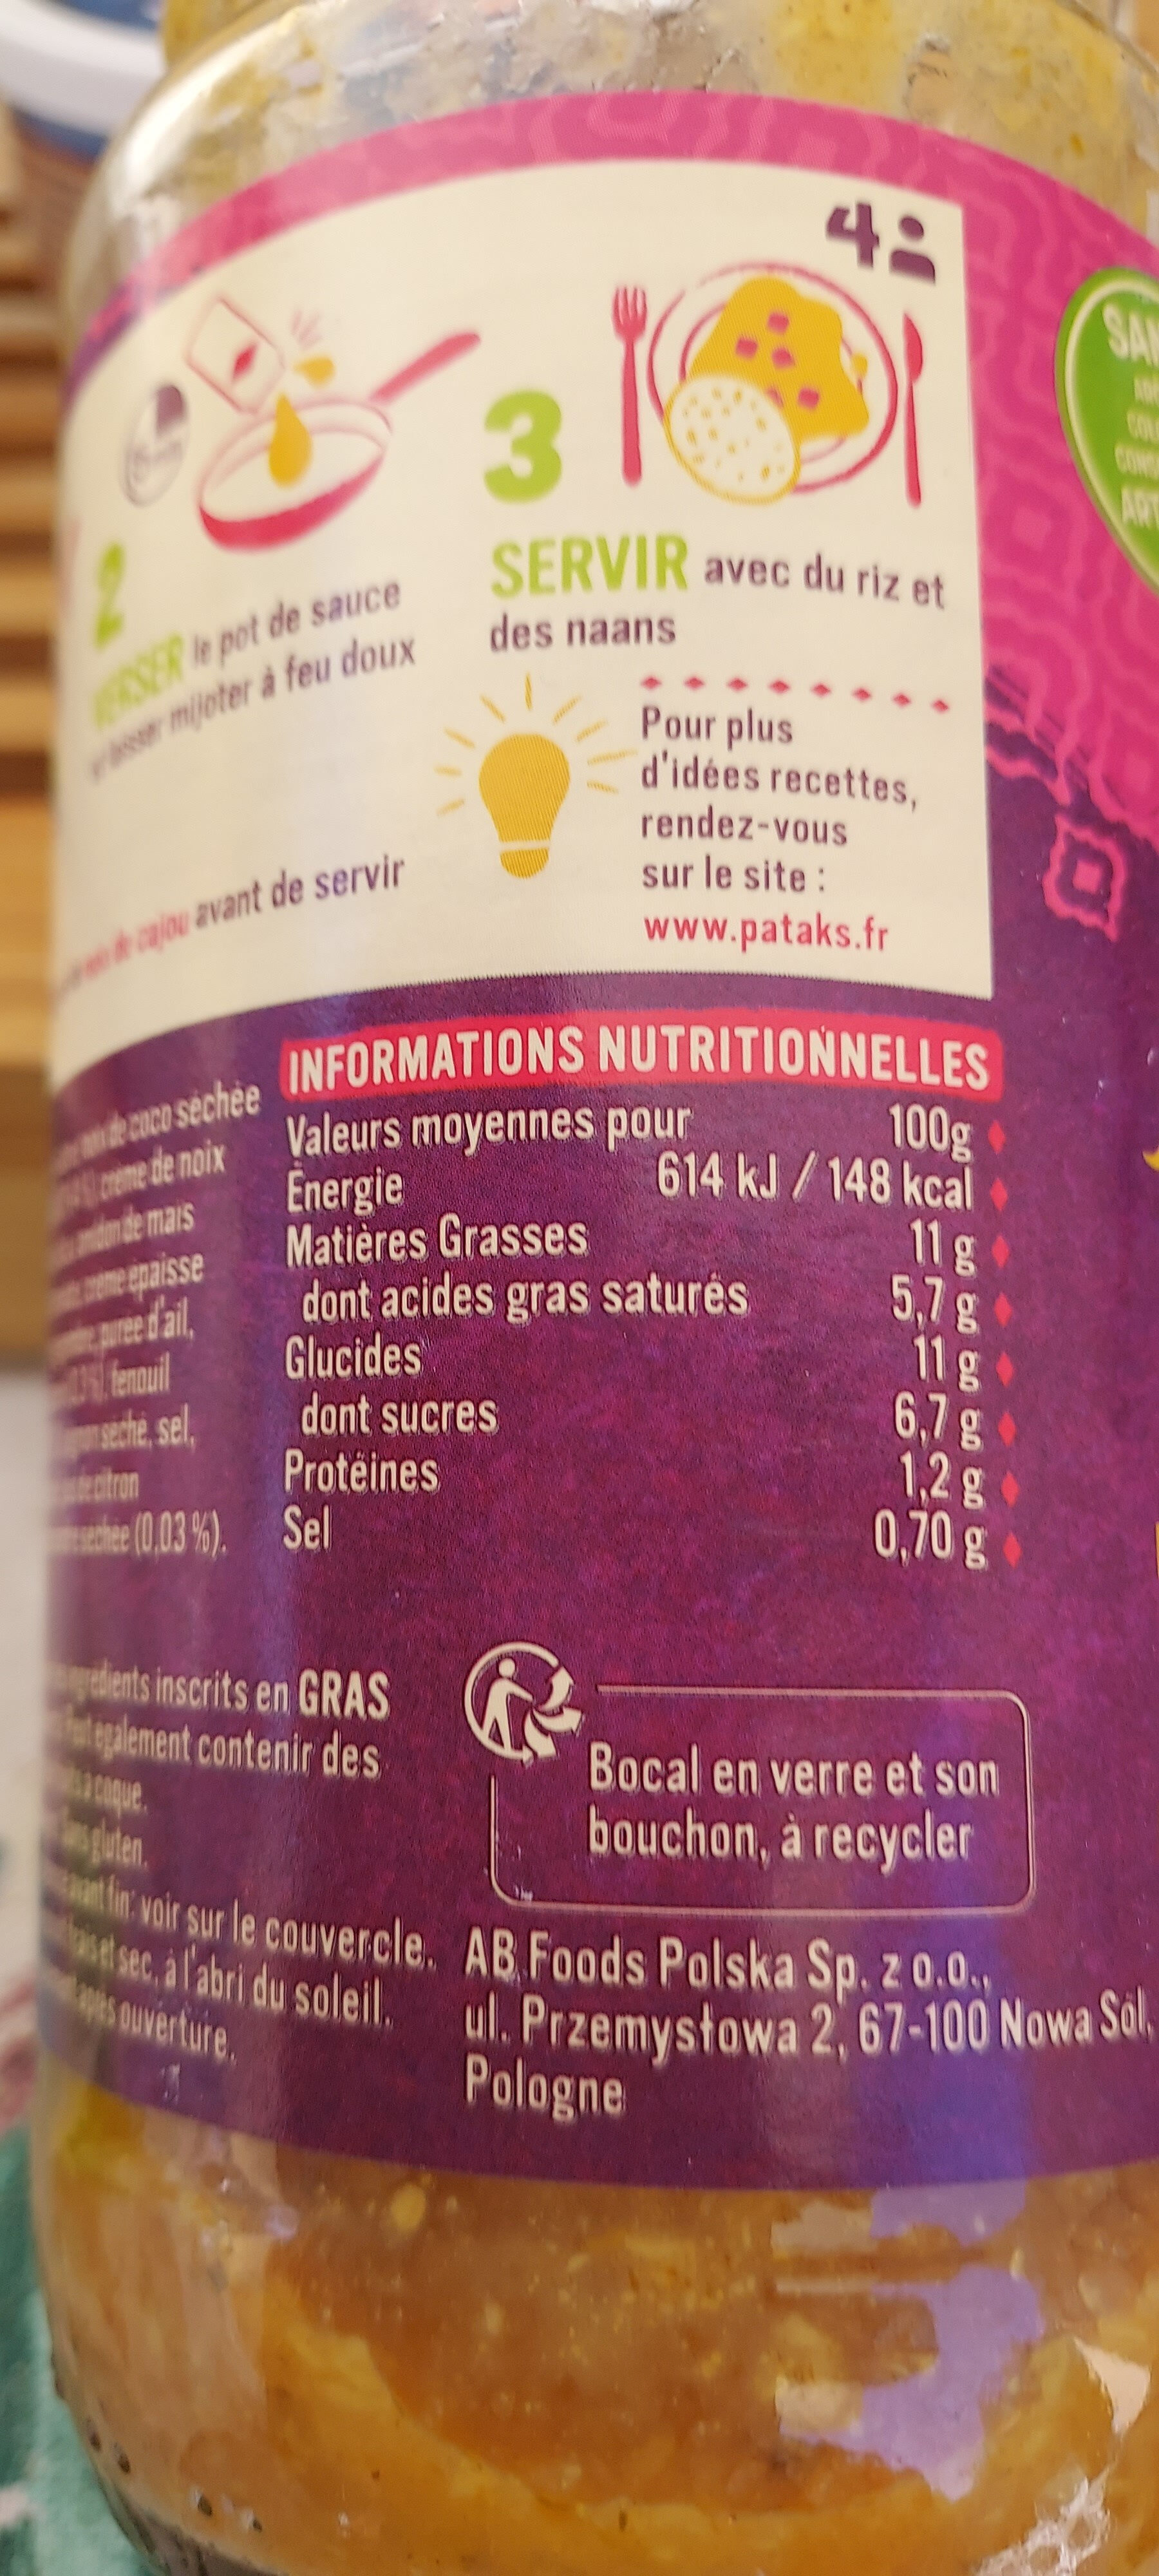 4
2
VERSER le pot de sauce
laisser mijoter à feu doux
noix de cajou avant de servir
3
SERVIR avec du riz et
des naans
Pour plus
d'idées recettes,
rendez-vous
sur le site :
www.pataks.fr
noix de coco séchée
crème de noix
amidon de maïs
crème épaisse
purée d'ail,
fenouil
séché, sel,
de citron
séchée (0,03 %).
INFORMATIONS NUTRITIONNELLES
Valeurs moyennes pour 100g
Énergie 614 kJ / 148 kcal
Matières Grasses 11 g
dont acides gras saturés 5,7 g
Glucides 11 g
dont sucres 6,7 g
Protéines 1,2 g
Sel 0,70 g
ingrédients inscrits en GRAS
également contenir des
à coque.
gluten.
avant fin: voir sur le couvercle.
et sec, à l'abri du soleil.
après ouverture.
Bocal en verre et son
bouchon, à recycler
AB Foods Polska Sp. z o.o.,
ul. Przemysłowa 2, 67-100 Nowa Sól,
Pologne
SAN
ART